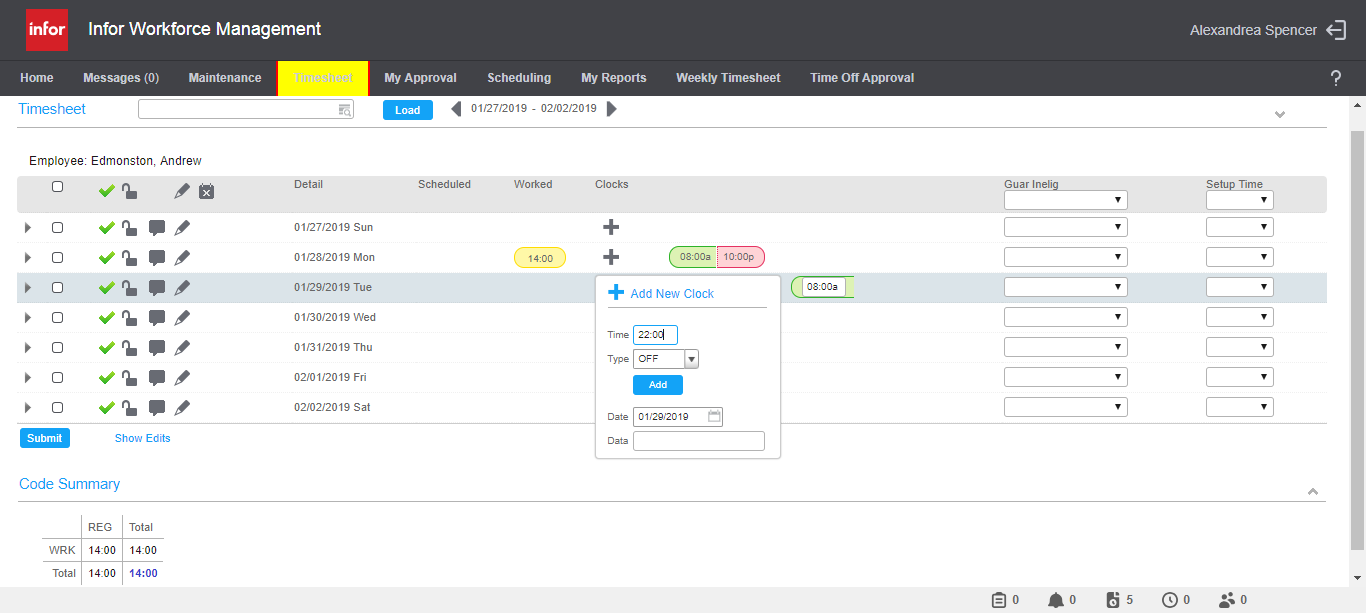 infor Infor Workforce Management Alexandrea Spencer
Home Messages (0) Maintenance Timesheet My Approval Scheduling My Reports Weekly Timesheet Time Off Approval ?
Timesheet Load 01/27/2019 - 02/02/2019
Employee: Edmonston, Andrew
Detail Scheduled Worked Clocks Guar Inelig Setup Time
01/27/2019 Sun
01/28/2019 Mon 14:00 08:00a 10:00p
01/29/2019 Tue 08:00a
Add New Clock
01/30/2019 Wed
Time 22:00
01/31/2019 Thu
Type OFF
02/01/2019 Fri
Add
02/02/2019 Sat
Date 01/29/2019
Submit Show Edits
Data
Code Summary
REG Total
WRK 14:00 14:00
Total 14:00 14:00
0 0 5 0 0